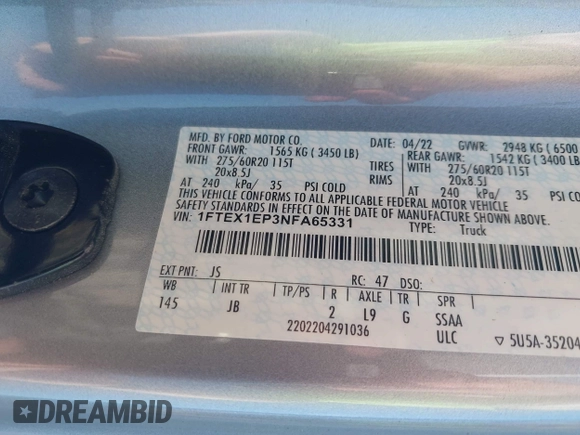 MFD. BY FORD MOTOR CO. DATE: 04/22 GVWR: 2948 KG (6500
FRONT GAWR: 1565 KG (3450 LB) REAR GAWR: 1542 KG (3400 LB)
WITH 275/60R20 115T TIRES WITH 275/60R20 115T
20x8.5J RIMS 20x8.5J
AT 240 kPa/ 35 PSI COLD AT 240 kPa/ 35 PSI COLD
THIS VEHICLE CONFORMS TO ALL APPLICABLE FEDERAL MOTOR VEHICLE
SAFETY STANDARDS IN EFFECT ON THE DATE OF MANUFACTURE SHOWN ABOVE.
VIN: 1FTEX1EP3NFA65331 TYPE: Truck
EXT PNT: JS RC: 47 DSO:
WB INT TR TP/PS R AXLE TR SPR
145 JB 2 L9 G SSAA
2202204291036 ULC ▽ 5U5A-35204
DREAMBID